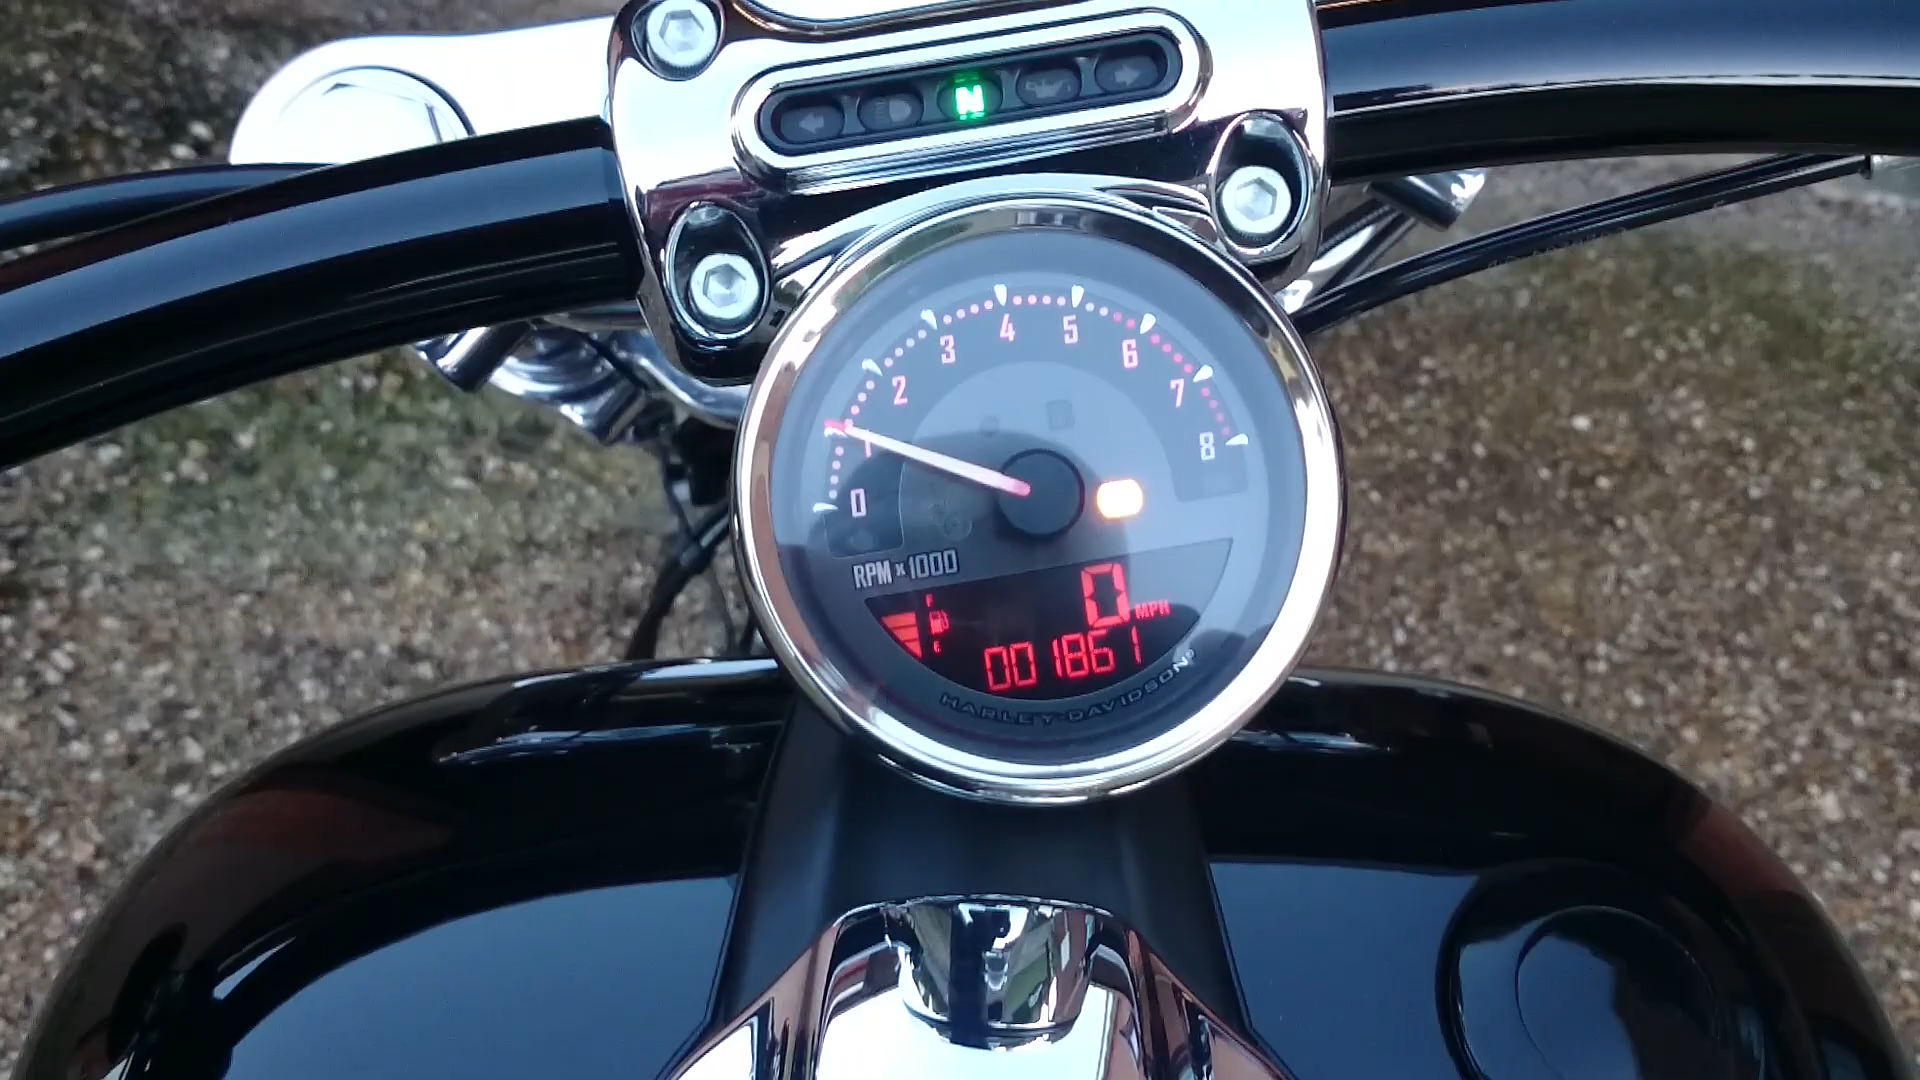 N
0 1 2 3 4 5 6 7 8
RPM x 1000
F
E
0 MPH
001861
HARLEY-DAVIDSON®